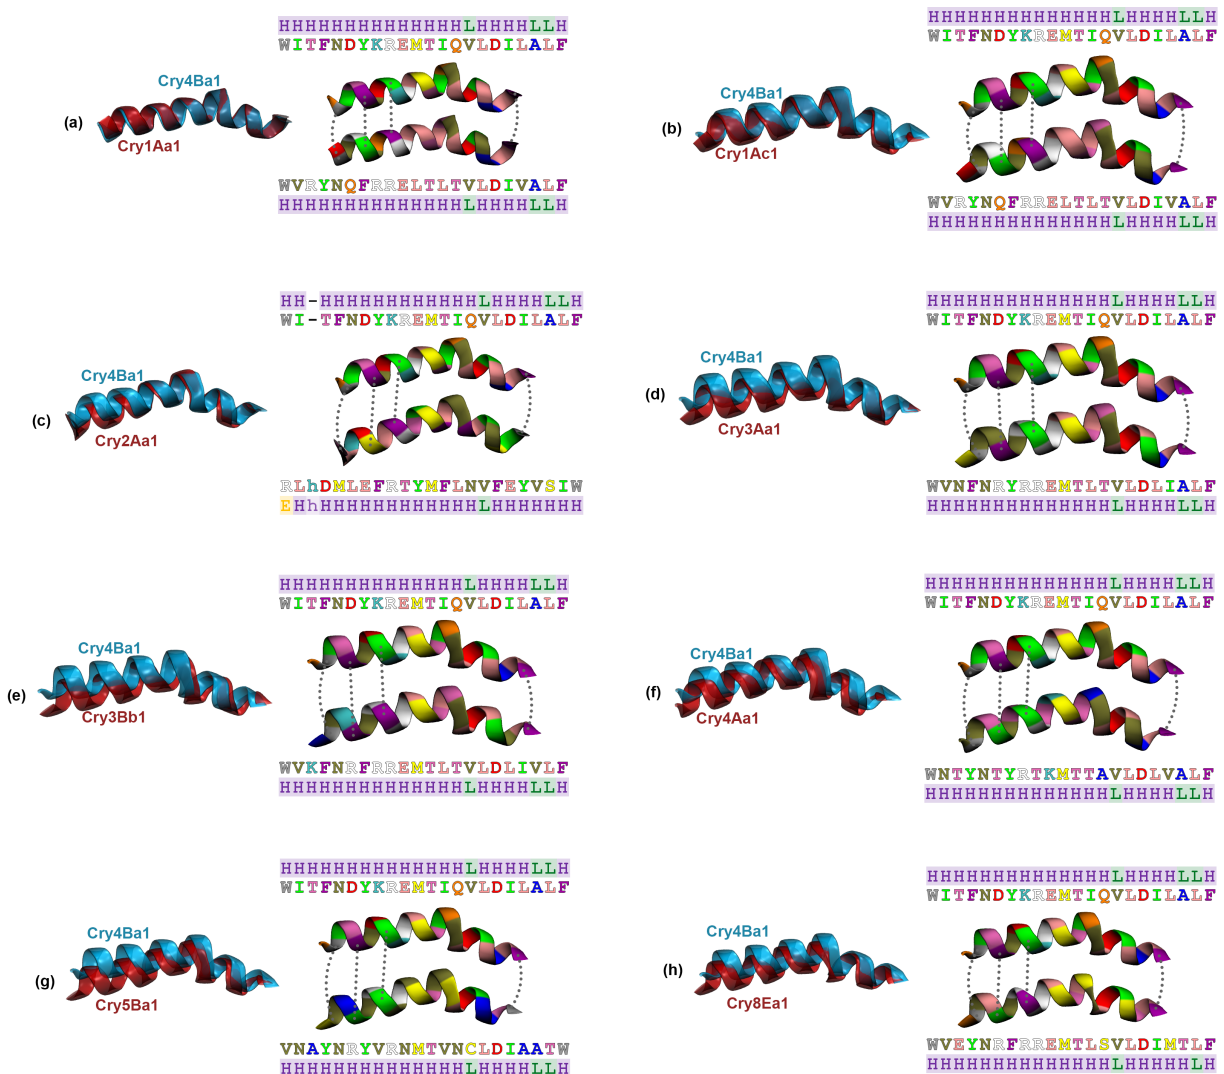 HHHHHHHHHHHHHHLHHHHLLH
WITFNDYKREMTIQVLDILALF
Cry4Ba1
(a)
Cry1Aa1
WVRYNQFRRELTLTVLDIVALF
HHHHHHHHHHHHHHLHHHHLLH
HHHHHHHHHHHHHHLHHHHLLH
WITFNDYKREMTIQVLDILALF
Cry4Ba1
(b)
Cry1Ac1
WVRYNQFRRELTLTVLDIVALF
HHHHHHHHHHHHHHLHHHHLLH
HH-HHHHHHHHHHHHLHHHHLLH
WI-TFNDYKREMTIQVLDILALF
Cry4Ba1
(c)
Cry2Aa1
RLhDMLEFRTYMFLNVFEYVSIW
EHhHHHHHHHHHHHHLHHHHHHH
HHHHHHHHHHHHHHLHHHHLLH
WITFNDYKREMTIQVLDILALF
Cry4Ba1
(d)
Cry3Aa1
WVNFNRYRREMTLTVLDLIALF
HHHHHHHHHHHHHHLHHHHLLH
HHHHHHHHHHHHHHLHHHHLLH
WITFNDYKREMTIQVLDILALF
Cry4Ba1
(e)
Cry3Bb1
WVKFNRFRREMTLTVLDLIVLF
HHHHHHHHHHHHHHLHHHHLLH
HHHHHHHHHHHHHHLHHHHLLH
WITFNDYKREMTIQVLDILALF
Cry4Ba1
(f)
Cry4Aa1
WNTYNTYRTKMTTAVLDLVALF
HHHHHHHHHHHHHHLHHHHLLH
HHHHHHHHHHHHHHLHHHHLLH
WITFNDYKREMTIQVLDILALF
Cry4Ba1
(g)
Cry5Ba1
VNAYNRYVRNMTVNCLDIAATW
HHHHHHHHHHHHHHLHHHHLLH
HHHHHHHHHHHHHHLHHHHLLH
WITFNDYKREMTIQVLDILALF
Cry4Ba1
(h)
Cry8Ea1
WVEYNRFRREMTLSVLDIMTLF
HHHHHHHHHHHHHHLHHHHHLH